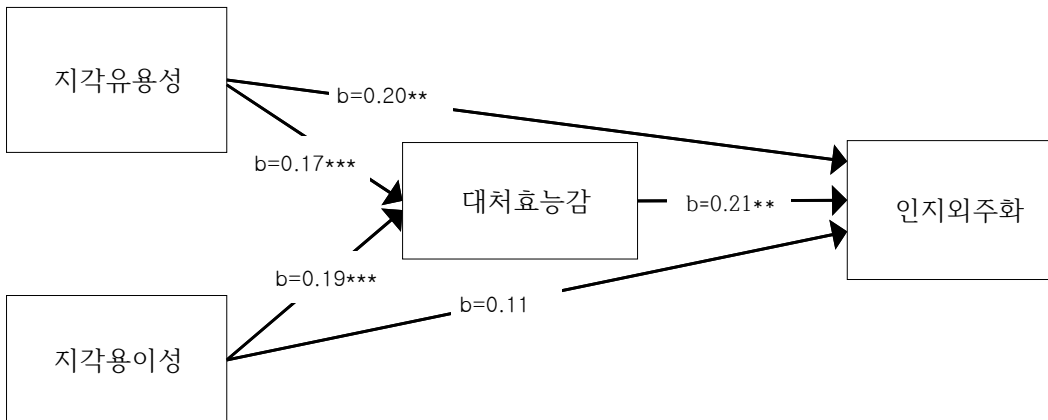 지각유용성
b=0.20**
b=0.17***
대처효능감
b=0.21**
인지외주화
b=0.19***
b=0.11
지각용이성